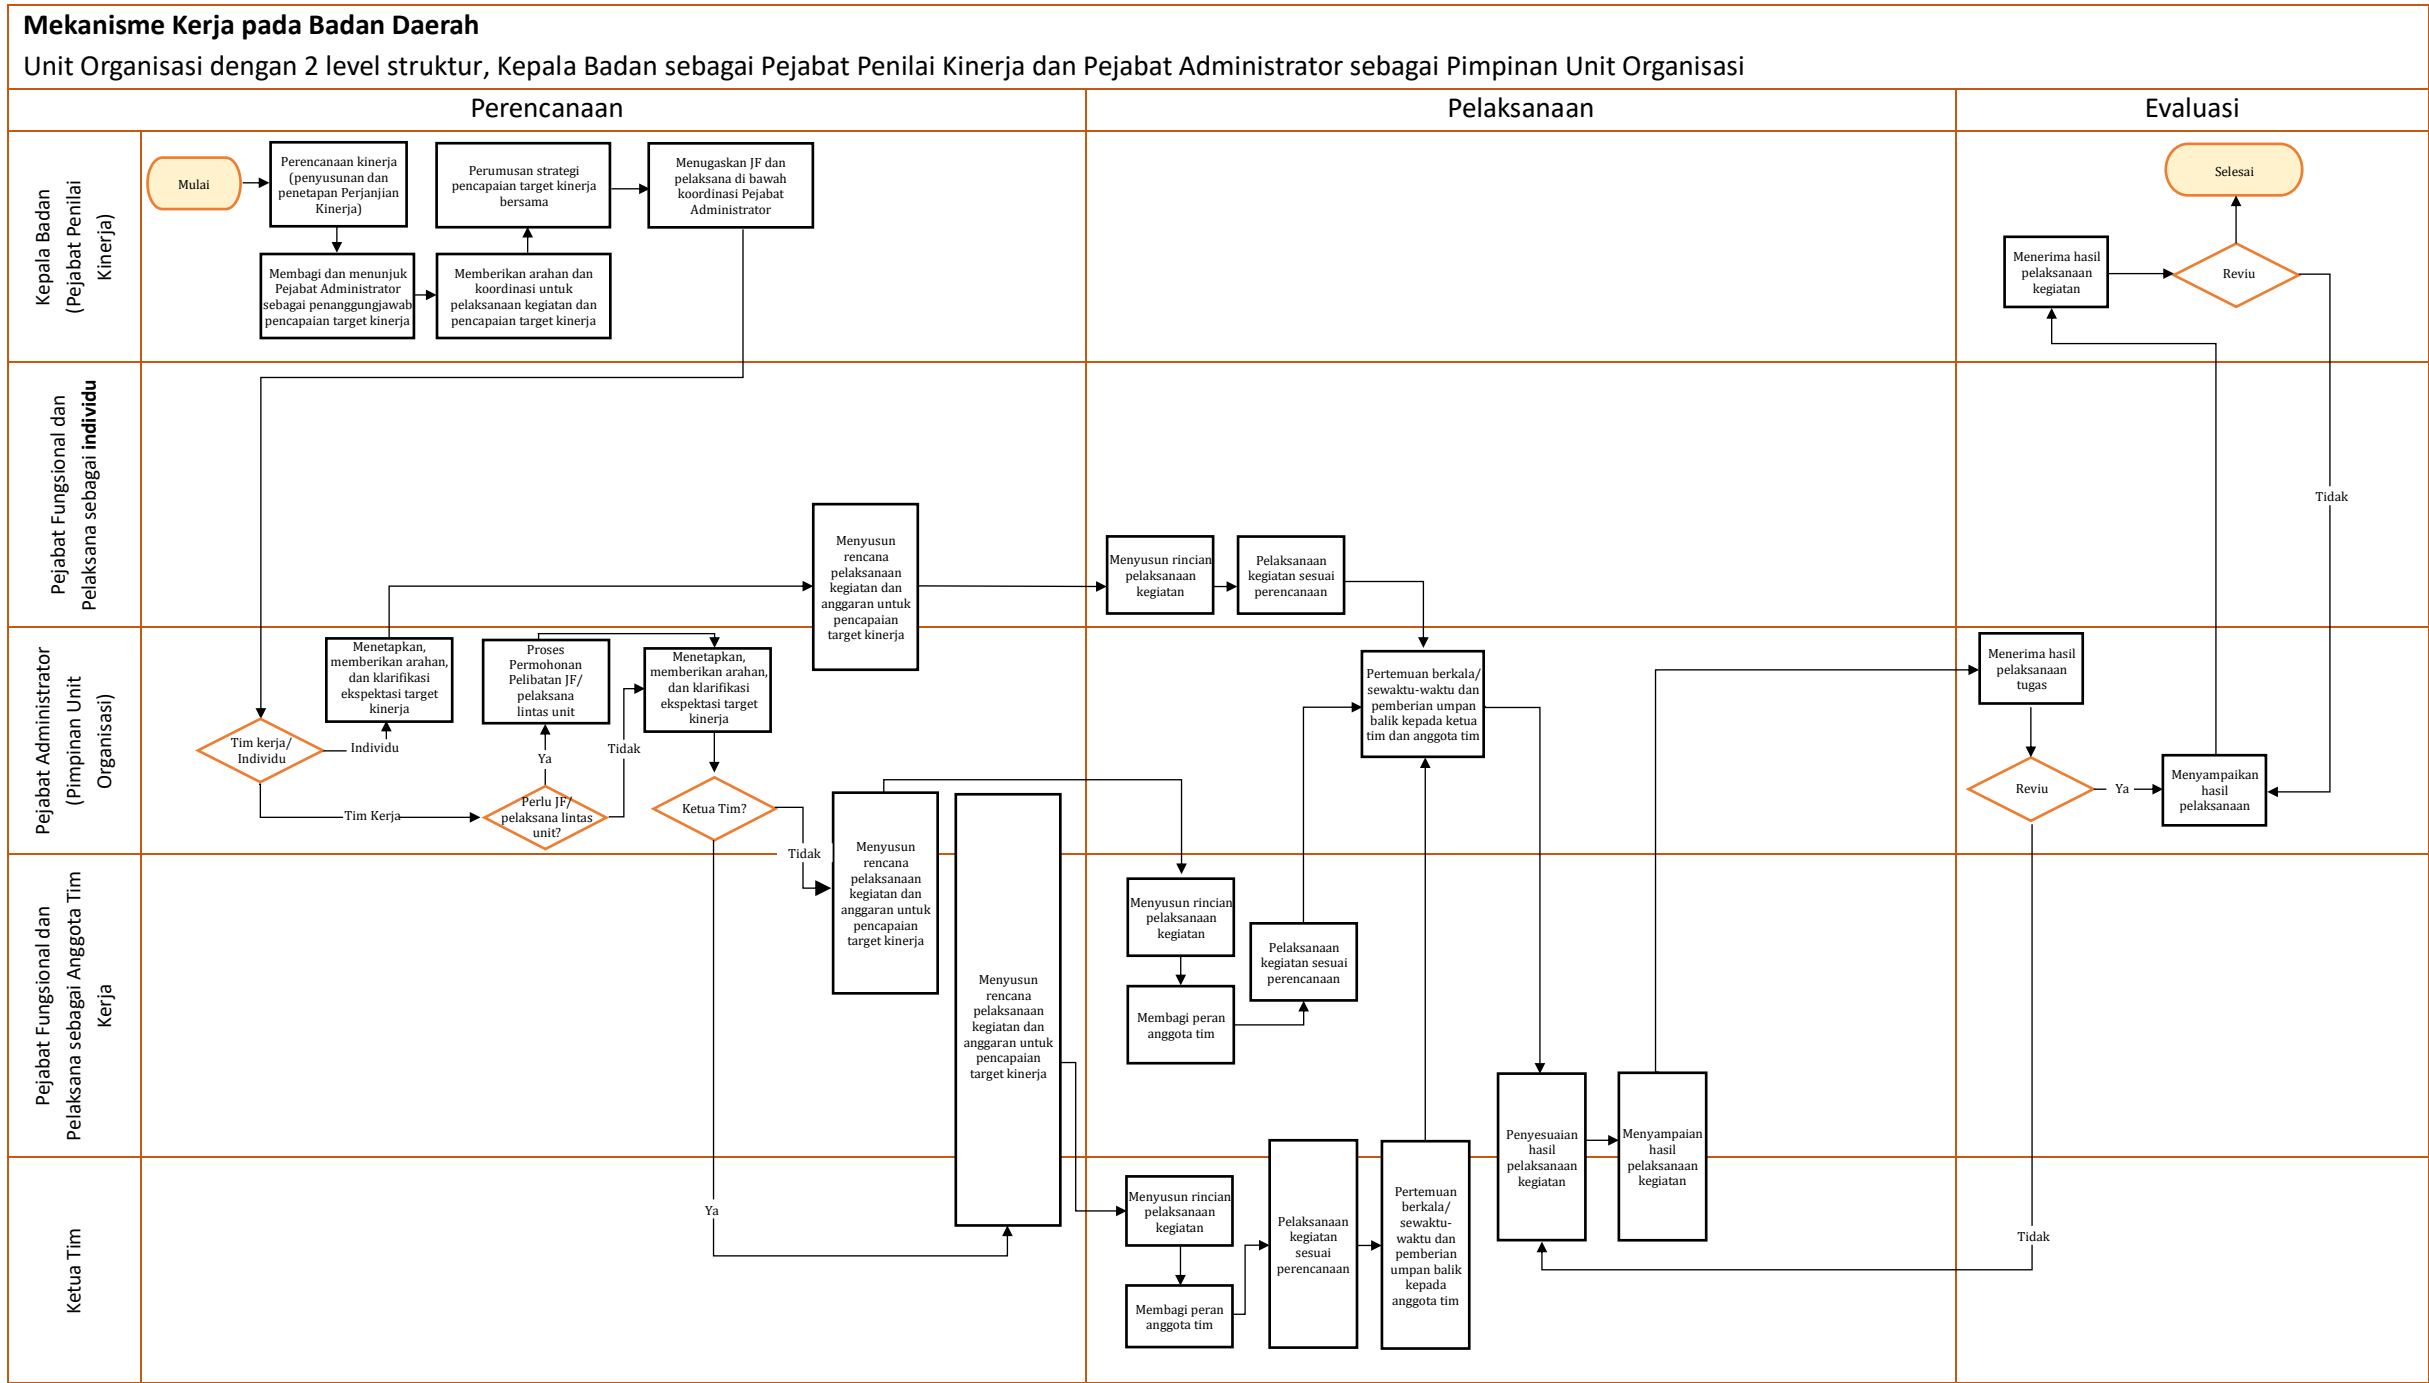 Mekanisme Kerja pada Badan Daerah
Unit Organisasi dengan 2 level struktur, Kepala Badan sebagai Pejabat Penilai Kinerja dan Pejabat Administrator sebagai Pimpinan Unit Organisasi
Perencanaan
Pelaksanaan
Evaluasi
Kepala Badan
(Pejabat Penilai
Kinerja)
Mulai
Perencanaan kinerja
(penyusunan dan
penetapan Perjanjian
Kinerja)
Membagi dan menunjuk
Pejabat Administrator
sebagai penanggungjawab
pencapaian target kinerja
Memberikan arahan dan
koordinasi untuk
pelaksanaan kegiatan dan
pencapaian target kinerja
Perumusan strategi
pencapaian target kinerja
bersama
Menugaskan JF dan
pelaksana di bawah
koordinasi Pejabat
Administrator
Selesai
Menerima hasil
pelaksanaan
kegiatan
Reviu
Tidak
Pejabat Fungsional dan
Pelaksana sebagai individu
Menyusun
rencana
pelaksanaan
kegiatan dan
anggaran untuk
pencapaian
target kinerja
Menyusun rincian
pelaksanaan
kegiatan
Pelaksanaan
kegiatan sesuai
perencanaan
Pejabat Administrator
(Pimpinan Unit
Organisasi)
Tim kerja/
Individu
Individu
Tim Kerja
Menetapkan,
memberikan arahan,
dan klarifikasi
ekspektasi target
kinerja
Proses
Permohonan
Pelibatan JF/
pelaksana
lintas unit
Ya
Perlu JF/
pelaksana lintas
unit?
Tidak
Menetapkan,
memberikan arahan,
dan klarifikasi
ekspektasi target
kinerja
Ketua Tim?
Tidak
Ya
Pertemuan berkala/
sewaktu-waktu dan
pemberian umpan
balik kepada ketua
tim dan anggota tim
Menerima hasil
pelaksanaan
tugas
Reviu
Ya
Menyampaikan
hasil
pelaksanaan
Tidak
Pejabat Fungsional dan
Pelaksana sebagai Anggota Tim
Kerja
Menyusun
rencana
pelaksanaan
kegiatan dan
anggaran untuk
pencapaian
target kinerja
Menyusun
rencana
pelaksanaan
kegiatan dan
anggaran untuk
pencapaian
target kinerja
Menyusun rincian
pelaksanaan
kegiatan
Membagi peran
anggota tim
Pelaksanaan
kegiatan sesuai
perencanaan
Penyesuaian
hasil
pelaksanaan
kegiatan
Menyampaian
hasil
pelaksanaan
kegiatan
Ketua Tim
Menyusun rincian
pelaksanaan
kegiatan
Membagi peran
anggota tim
Pelaksanaan
kegiatan
sesuai
perencanaan
Pertemuan
berkala/
sewaktu-
waktu dan
pemberian
umpan balik
kepada
anggota tim